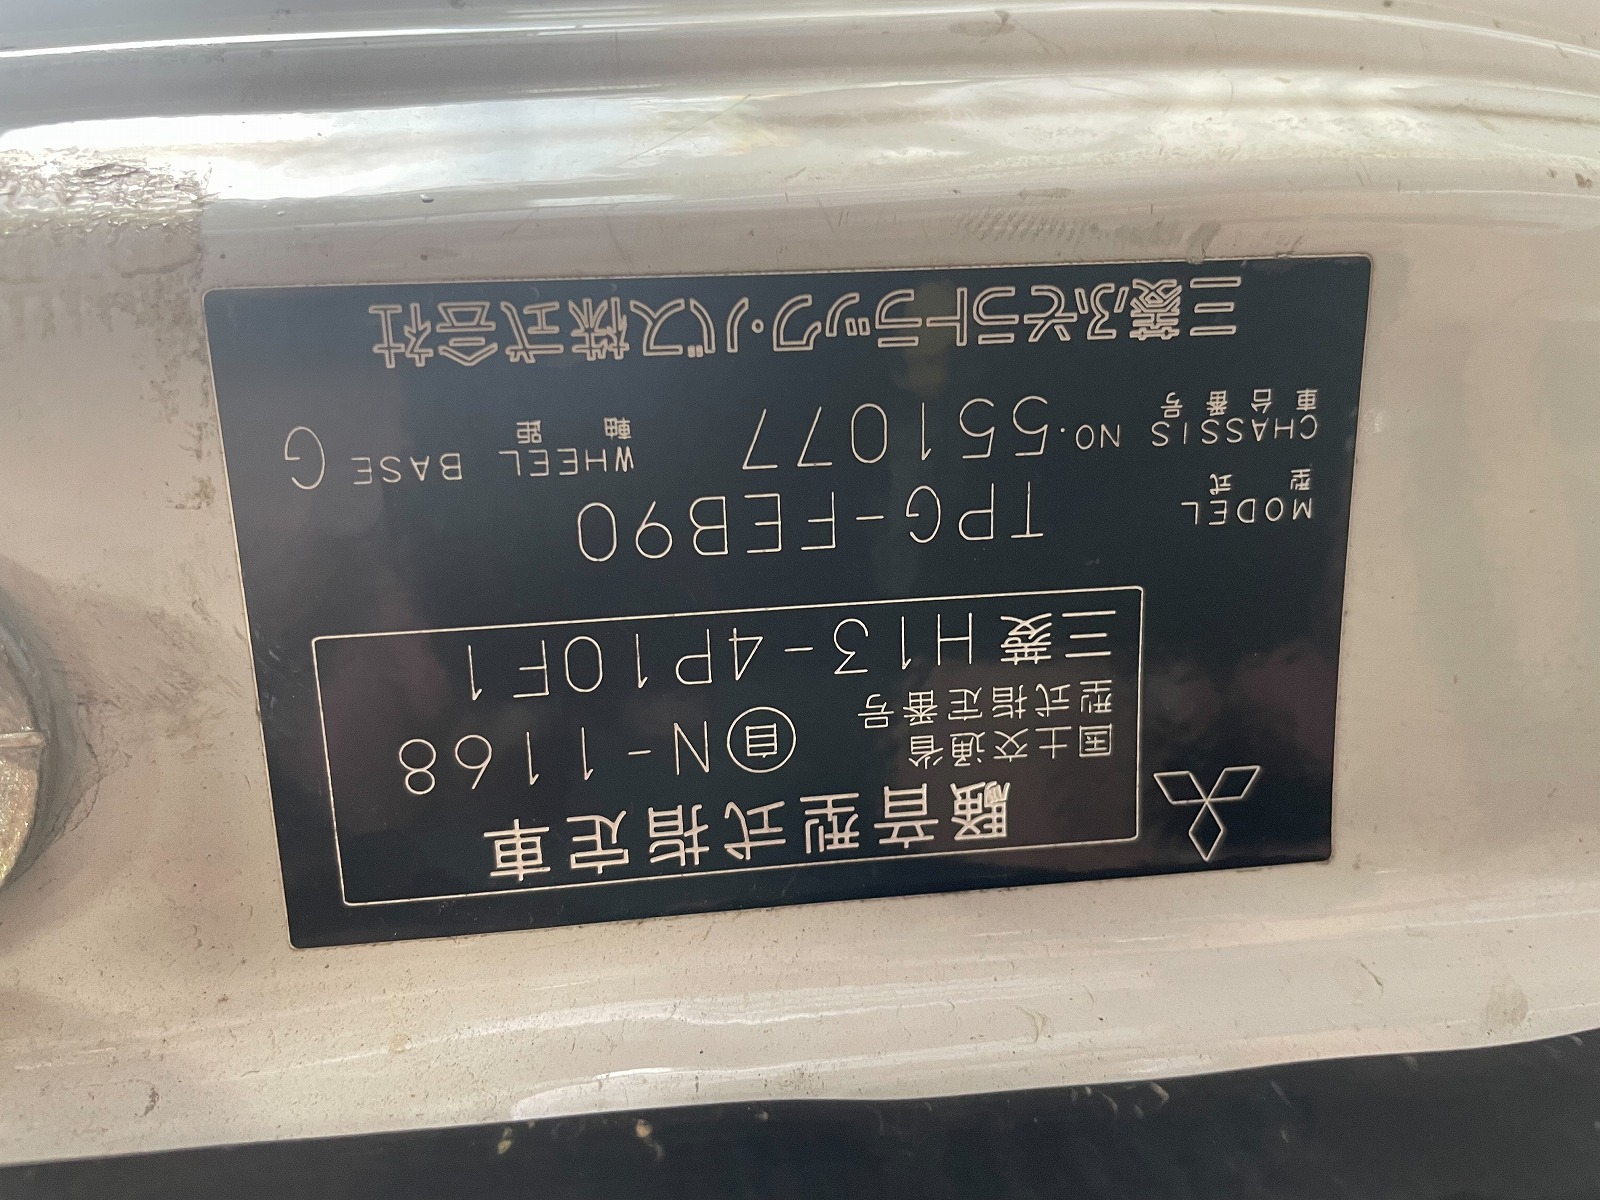 騒音型式指定車
国土交通省
型式指定番号 自N-1168
三菱 H13-4P10F1
型式
MODEL TPG-FEB90
車台番号 軸距
CHASSIS NO.551077 WHEEL BASE G
三菱ふそうトラック・バス株式会社